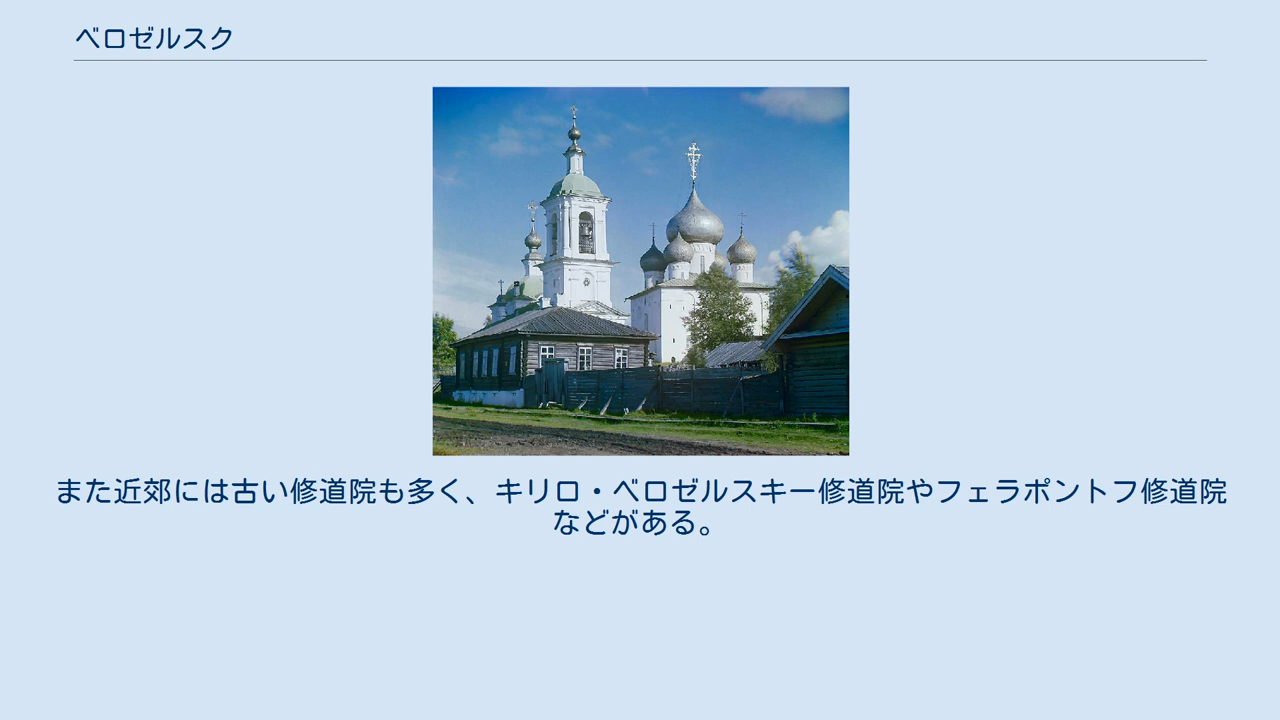 ベロゼルスク
また近郊には古い修道院も多く、キリロ・ベロゼルスキー修道院やフェラポントフ修道院
などがある。